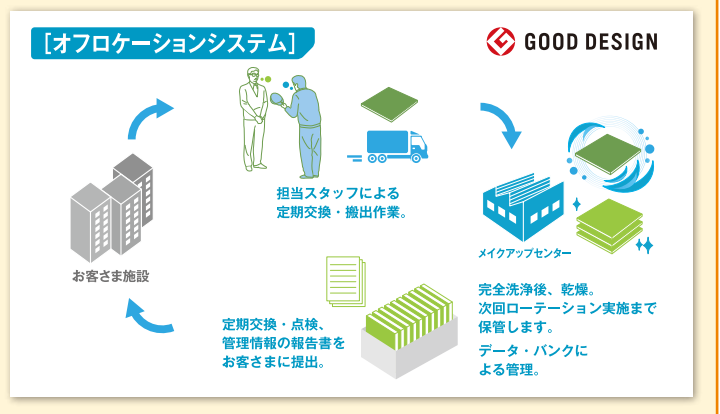 [オフロケーションシステム]
GOOD DESIGN
担当スタッフによる
定期交換・搬出作業。
メイクアップセンター
お客さま施設
完全洗浄後、乾燥。
次回ローテーション実施まで
保管します。
データ・バンクに
よる管理。
定期交換・点検、
管理情報の報告書を
お客さまに提出。